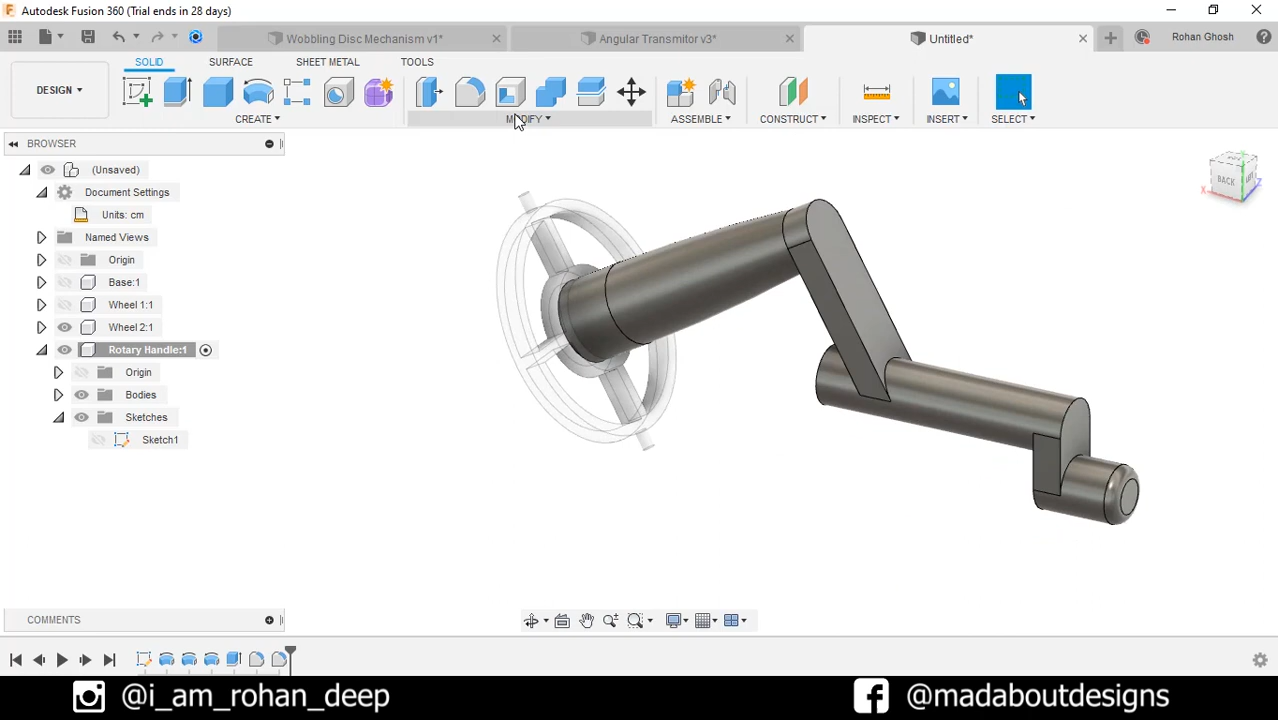 Autodesk Fusion 360 (Trial ends in 28 days)
Wobbling Disc Mechanism v1*
Angular Transmitor v3*
Untitled*
Rohan Ghosh
DESIGN
SOLID
SURFACE
SHEET METAL
TOOLS
CREATE
MODIFY
ASSEMBLE
CONSTRUCT
INSPECT
INSERT
SELECT
BROWSER
(Unsaved)
Document Settings
Units: cm
Named Views
Origin
Base:1
Wheel 1:1
Wheel 2:1
Rotary Handle:1
Origin
Bodies
Sketches
Sketch1
BACK
X
Z
COMMENTS
@i_am_rohan_deep
@madaboutdesigns